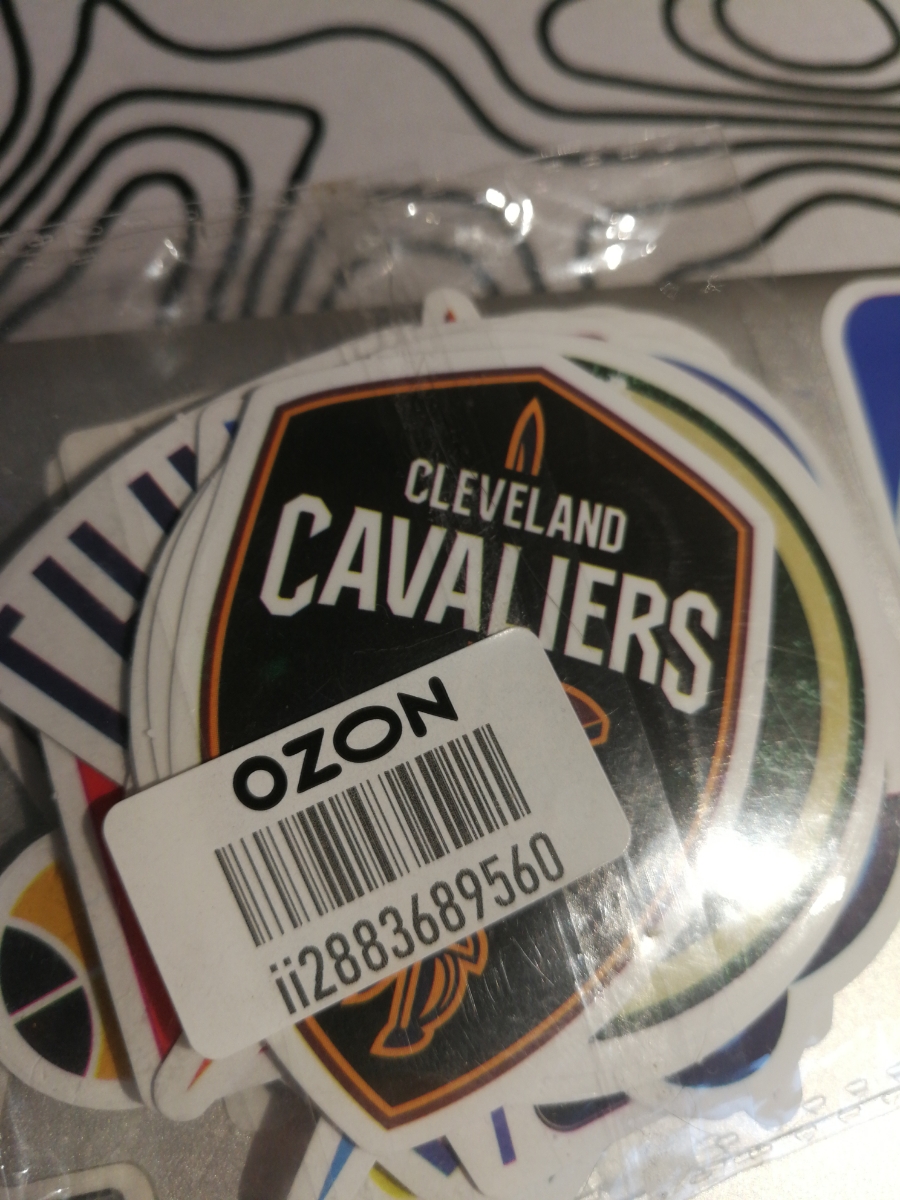 CLEVELAND
CAVALIERS
OZON
ii2883689560